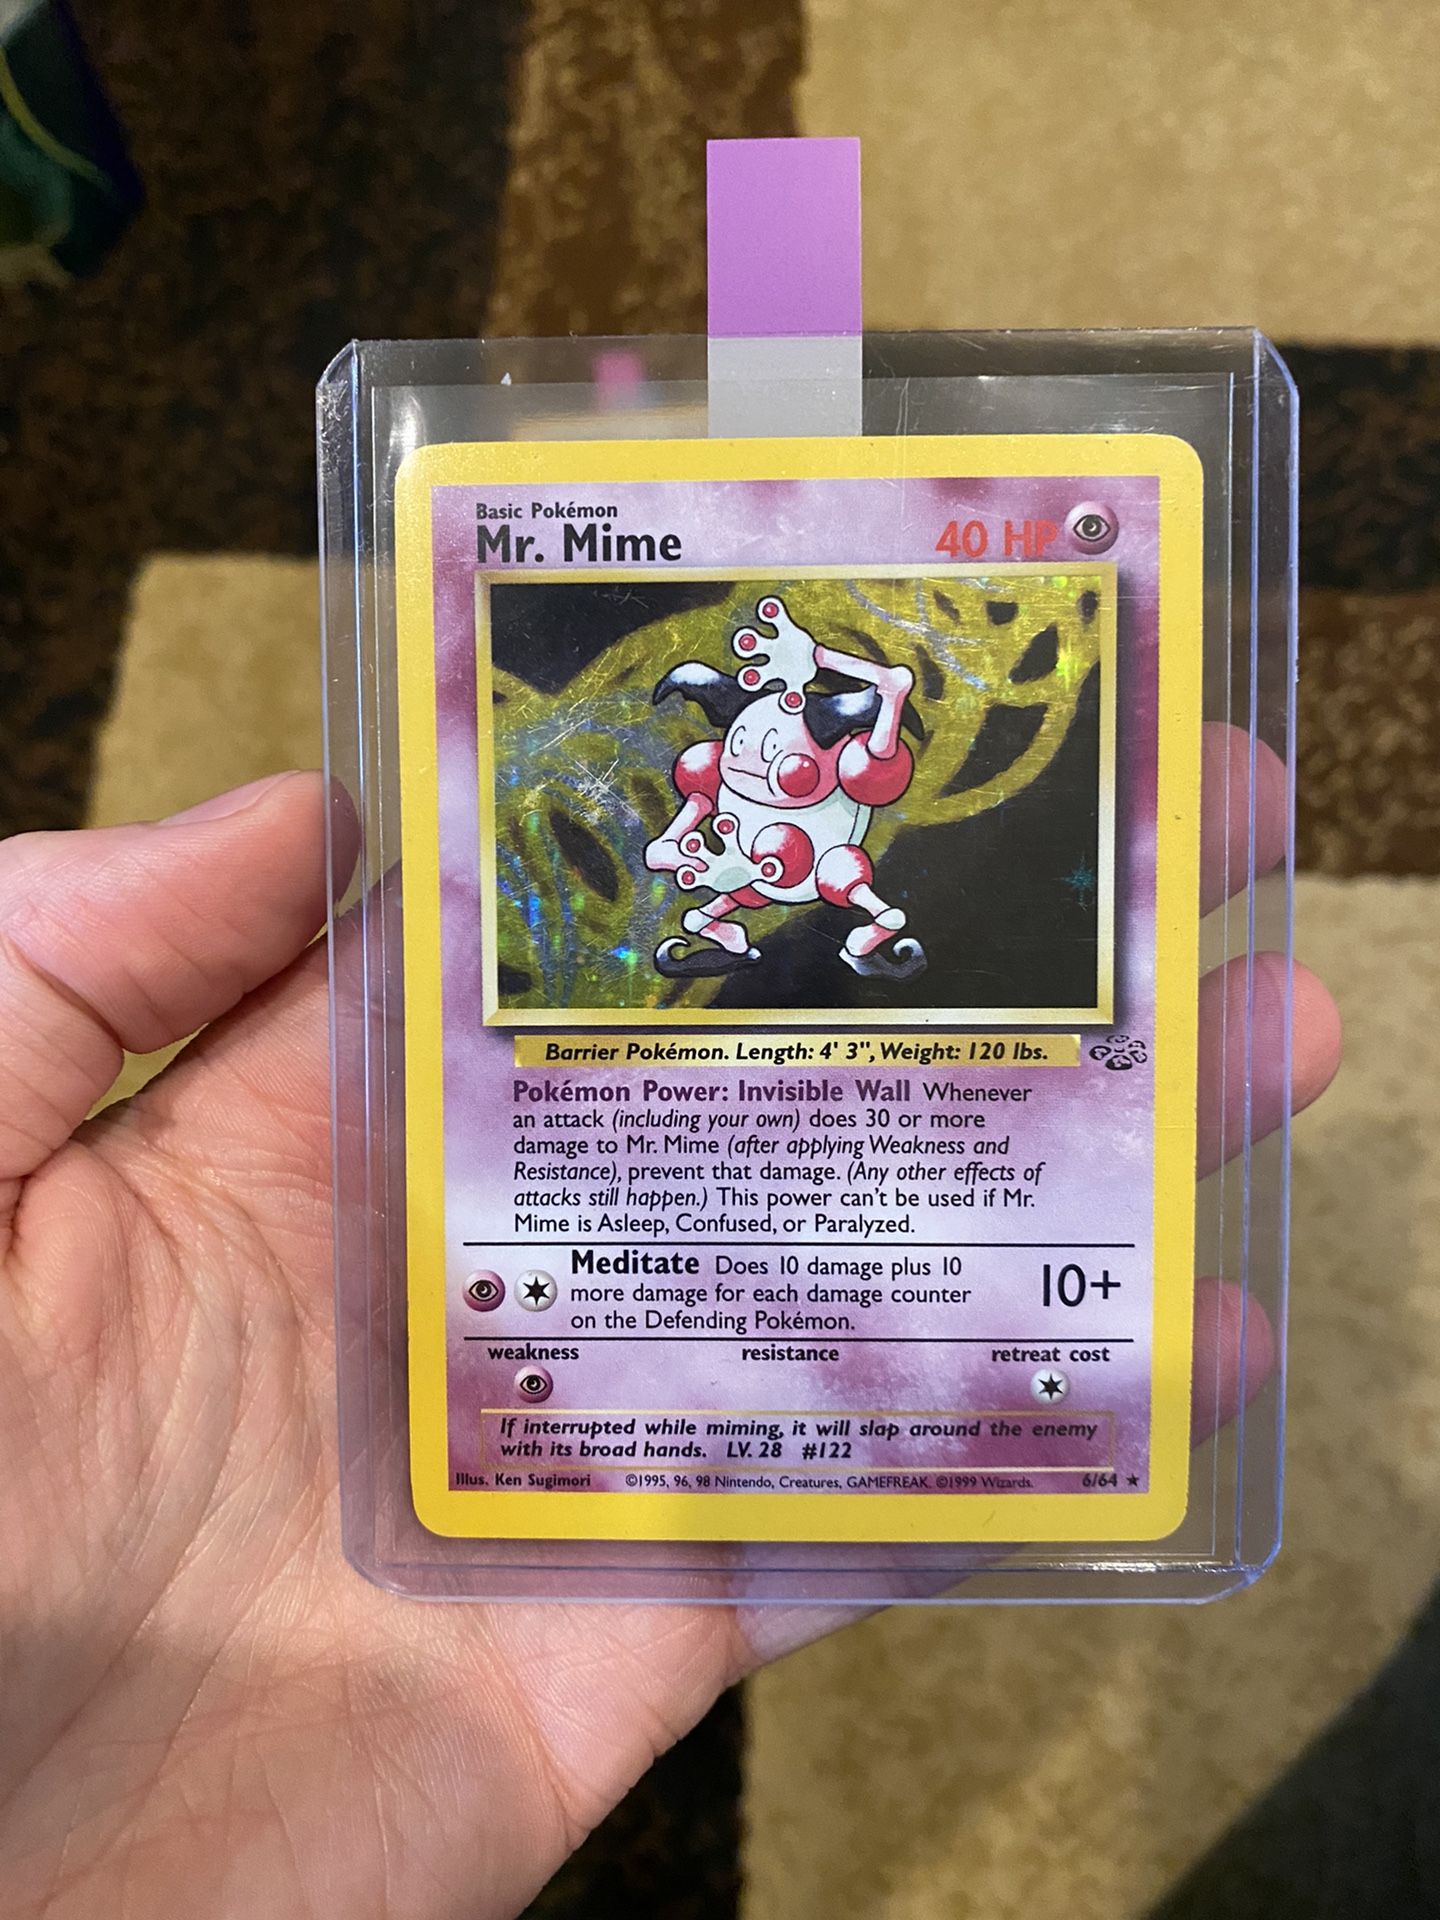 Basic Pokémon
Mr. Mime
40 HP
Barrier Pokémon. Length: 4' 3", Weight: 120 lbs.
Pokémon Power: Invisible Wall Whenever
an attack (including your own) does 30 or more
damage to Mr. Mime (after applying Weakness and
Resistance), prevent that damage. (Any other effects of
attacks still happen.) This power can't be used if Mr.
Mime is Asleep, Confused, or Paralyzed.
Meditate Does 10 damage plus 10
more damage for each damage counter
on the Defending Pokémon.
10+
weakness resistance retreat cost
If interrupted while miming, it will slap around the enemy
with its broad hands. LV. 28 #122
Illus. Ken Sugimori ©1995, 96, 98 Nintendo, Creatures, GAMEFREAK. ©1999 Wizards. 6/64 ★